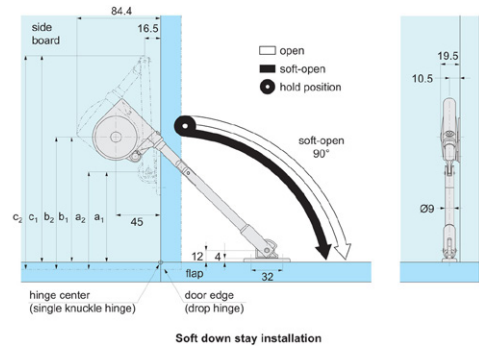 84.4
16.5
side
board
open
soft-open
hold position
soft-open
90°
19.5
10.5
c2 c1 b2 b1 a2 a1
45
12
4
32
Ø9
flap
hinge center
(single knuckle hinge)
door edge
(drop hinge)
Soft down stay installation